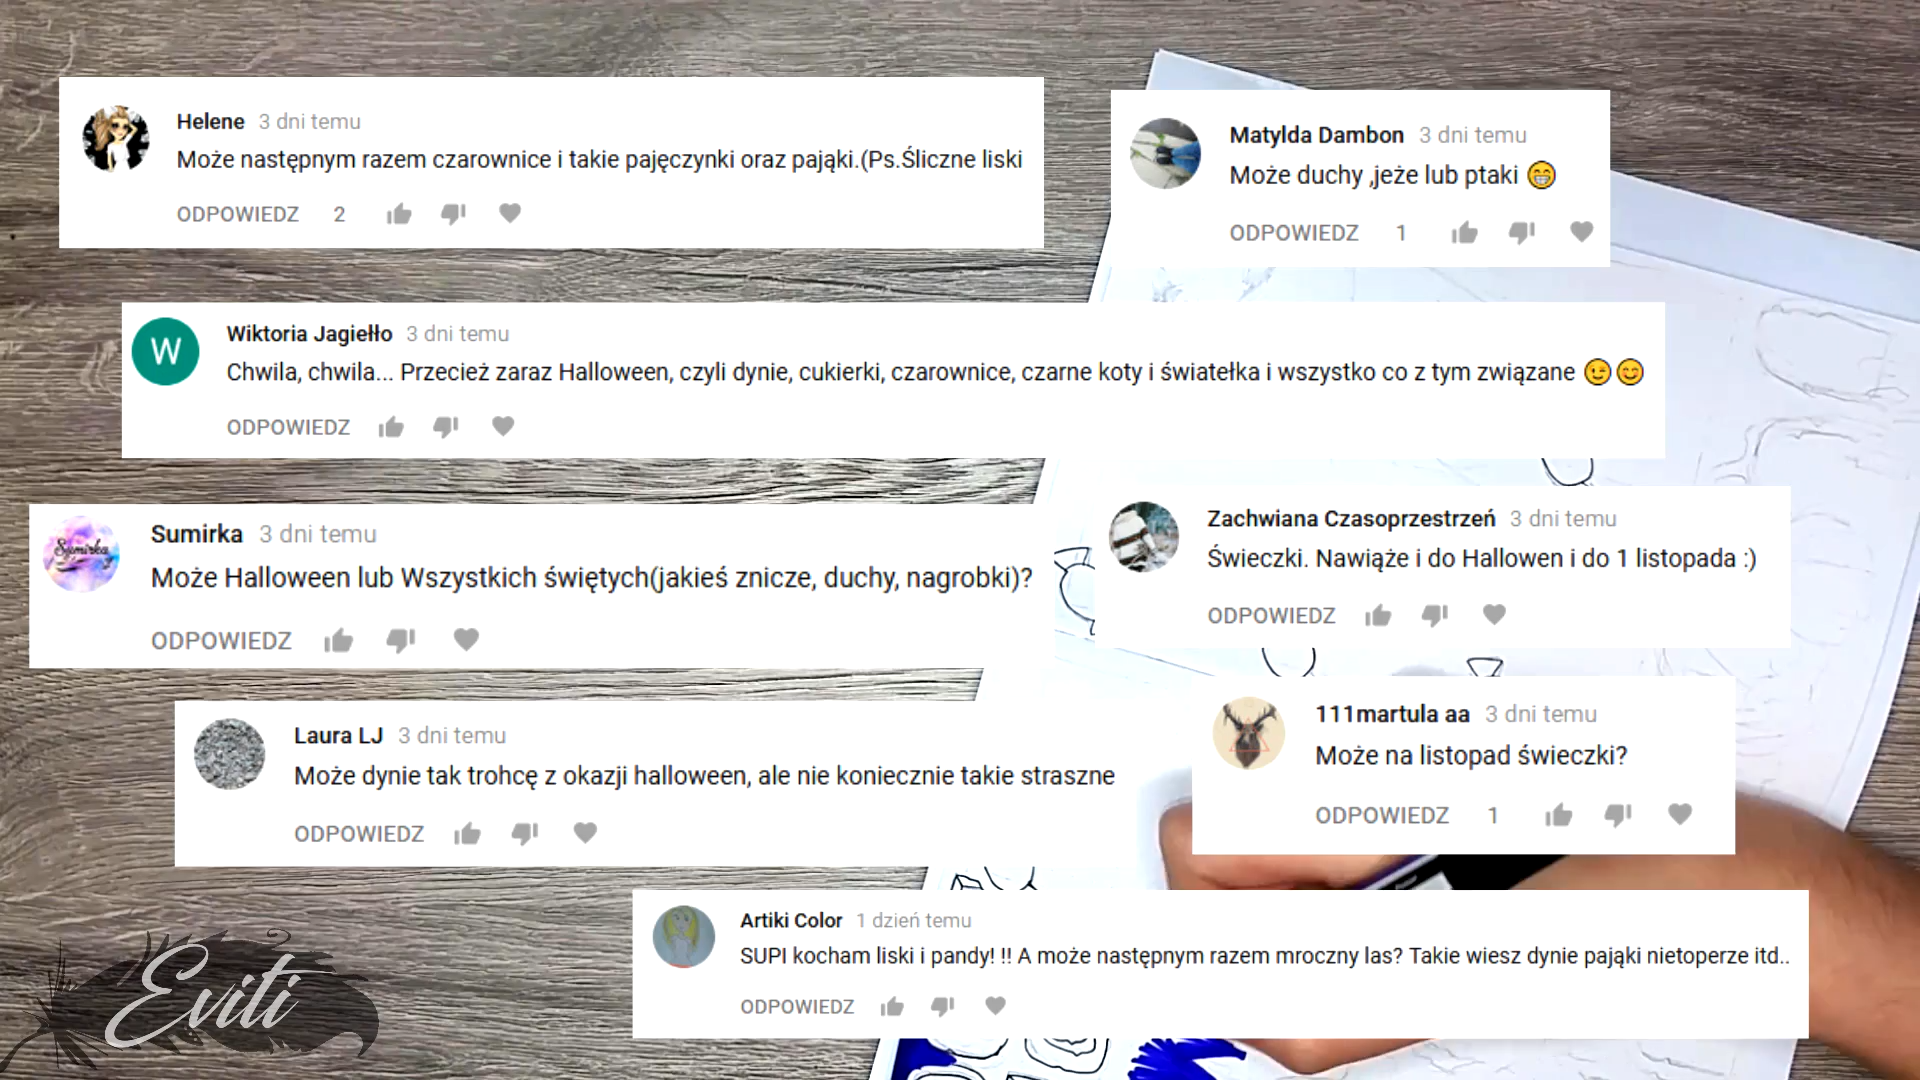 Helene 3 dni temu
Może następnym razem czarownice i takie pajęczynki oraz pająki.(Ps.Śliczne liski
ODPOWIEDZ 2
Matylda Dambon 3 dni temu
Może duchy ,jeże lub ptaki 😁
ODPOWIEDZ 1
W
Wiktoria Jagiełło 3 dni temu
Chwila, chwila... Przecież zaraz Halloween, czyli dynie, cukierki, czarownice, czarne koty i światełka i wszystko co z tym związane 😉😊
ODPOWIEDZ
Sumirka
Sumirka 3 dni temu
Może Halloween lub Wszystkich świętych(jakieś znicze, duchy, nagrobki)?
ODPOWIEDZ
Zachwiana Czasoprzestrzeń 3 dni temu
Świeczki. Nawiąże i do Hallowen i do 1 listopada :)
ODPOWIEDZ
Laura LJ 3 dni temu
Może dynie tak trohcę z okazji halloween, ale nie koniecznie takie straszne
ODPOWIEDZ
111martula aa 3 dni temu
Może na listopad świeczki?
ODPOWIEDZ 1
Artiki Color 1 dzień temu
SUPI kocham liski i pandy! !! A może następnym razem mroczny las? Takie wiesz dynie pająki nietoperze itd..
ODPOWIEDZ
Eviti